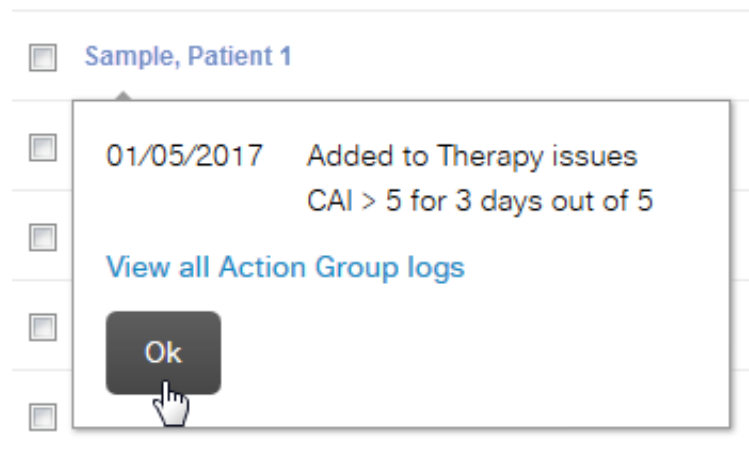 Sample, Patient 1
01/05/2017 Added to Therapy issues
CAI > 5 for 3 days out of 5
View all Action Group logs
Ok